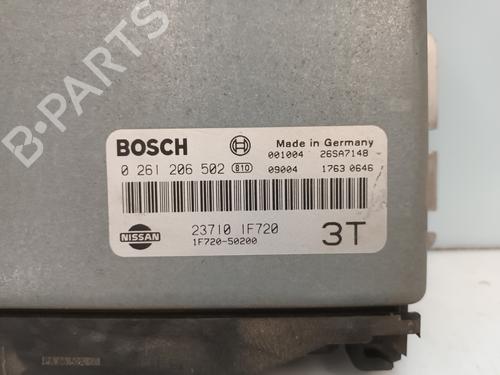 B-PARTS
BOSCH
Made in Germany
0 261 206 502 810
001004 26SA7148
09004 1763 0646
NISSAN
23710 1F720
1F720-50200
3T